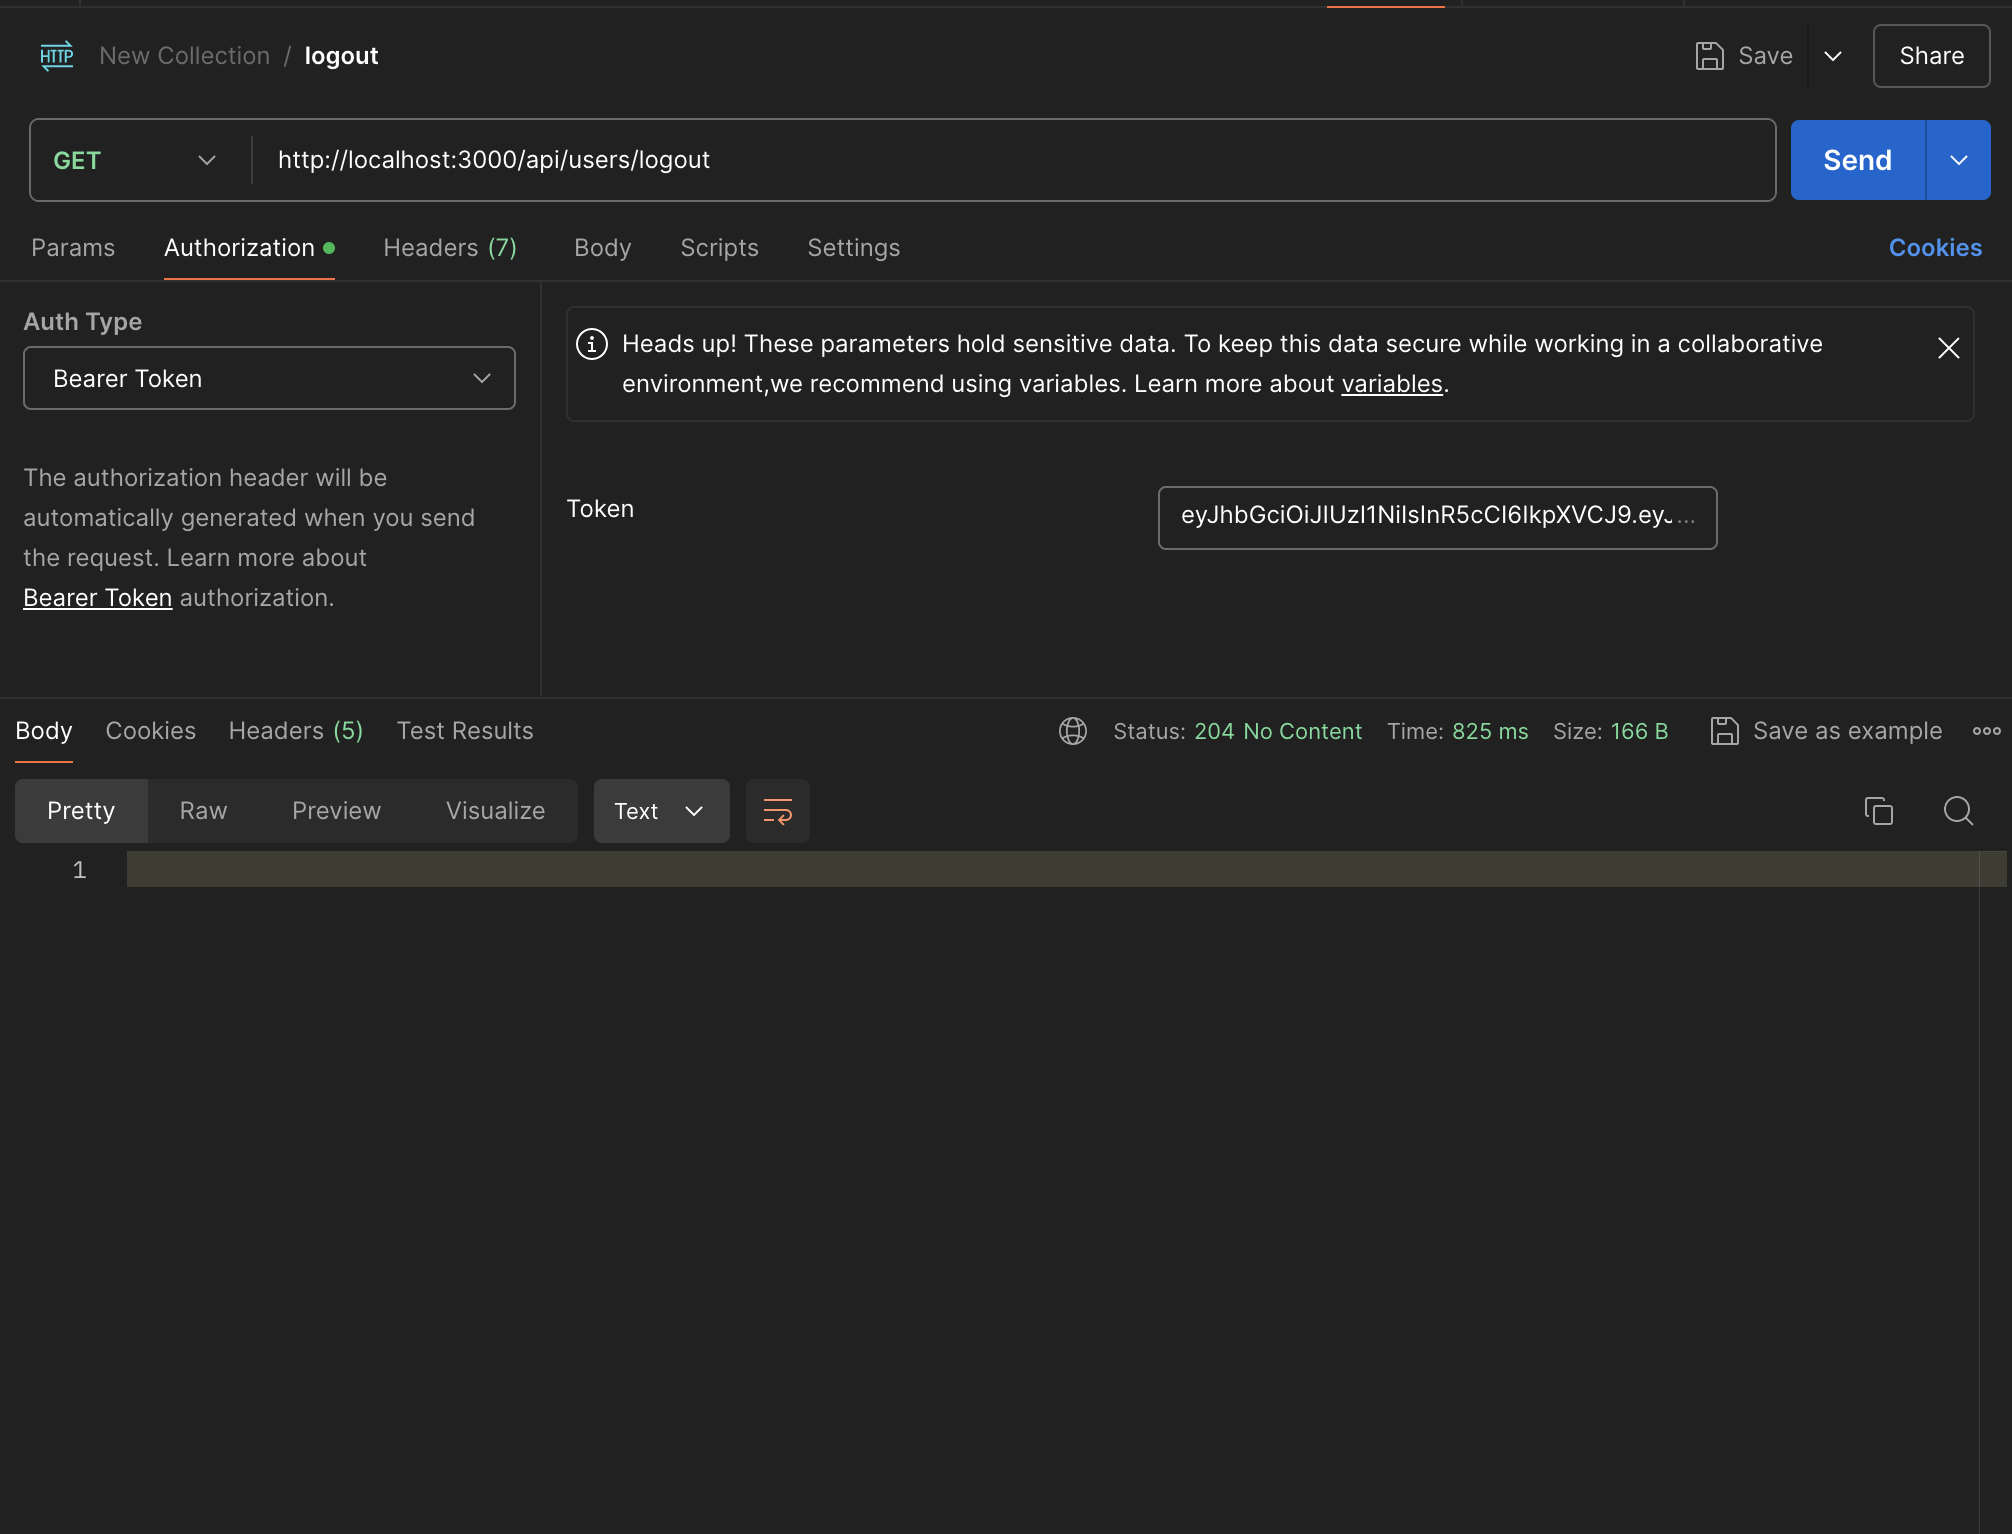 HTTP New Collection / logout Save Share
GET http://localhost:3000/api/users/logout Send
Params Authorization Headers (7) Body Scripts Settings Cookies
Auth Type
Bearer Token
The authorization header will be
automatically generated when you send
the request. Learn more about
Bearer Token authorization.
Heads up! These parameters hold sensitive data. To keep this data secure while working in a collaborative
environment,we recommend using variables. Learn more about variables.
Token eyJhbGciOiJIUzI1NiIsInR5cCI6IkpXVCJ9.eyJ...
Body Cookies Headers (5) Test Results Status: 204 No Content Time: 825 ms Size: 166 B Save as example
Pretty Raw Preview Visualize Text
1